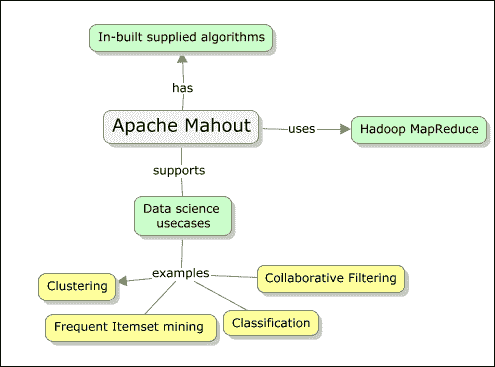 In-built supplied algorithms
has
Apache Mahout
uses
Hadoop MapReduce
supports
Data science
usecases
examples
Collaborative Filtering
Clustering
Frequent Itemset mining
Classification